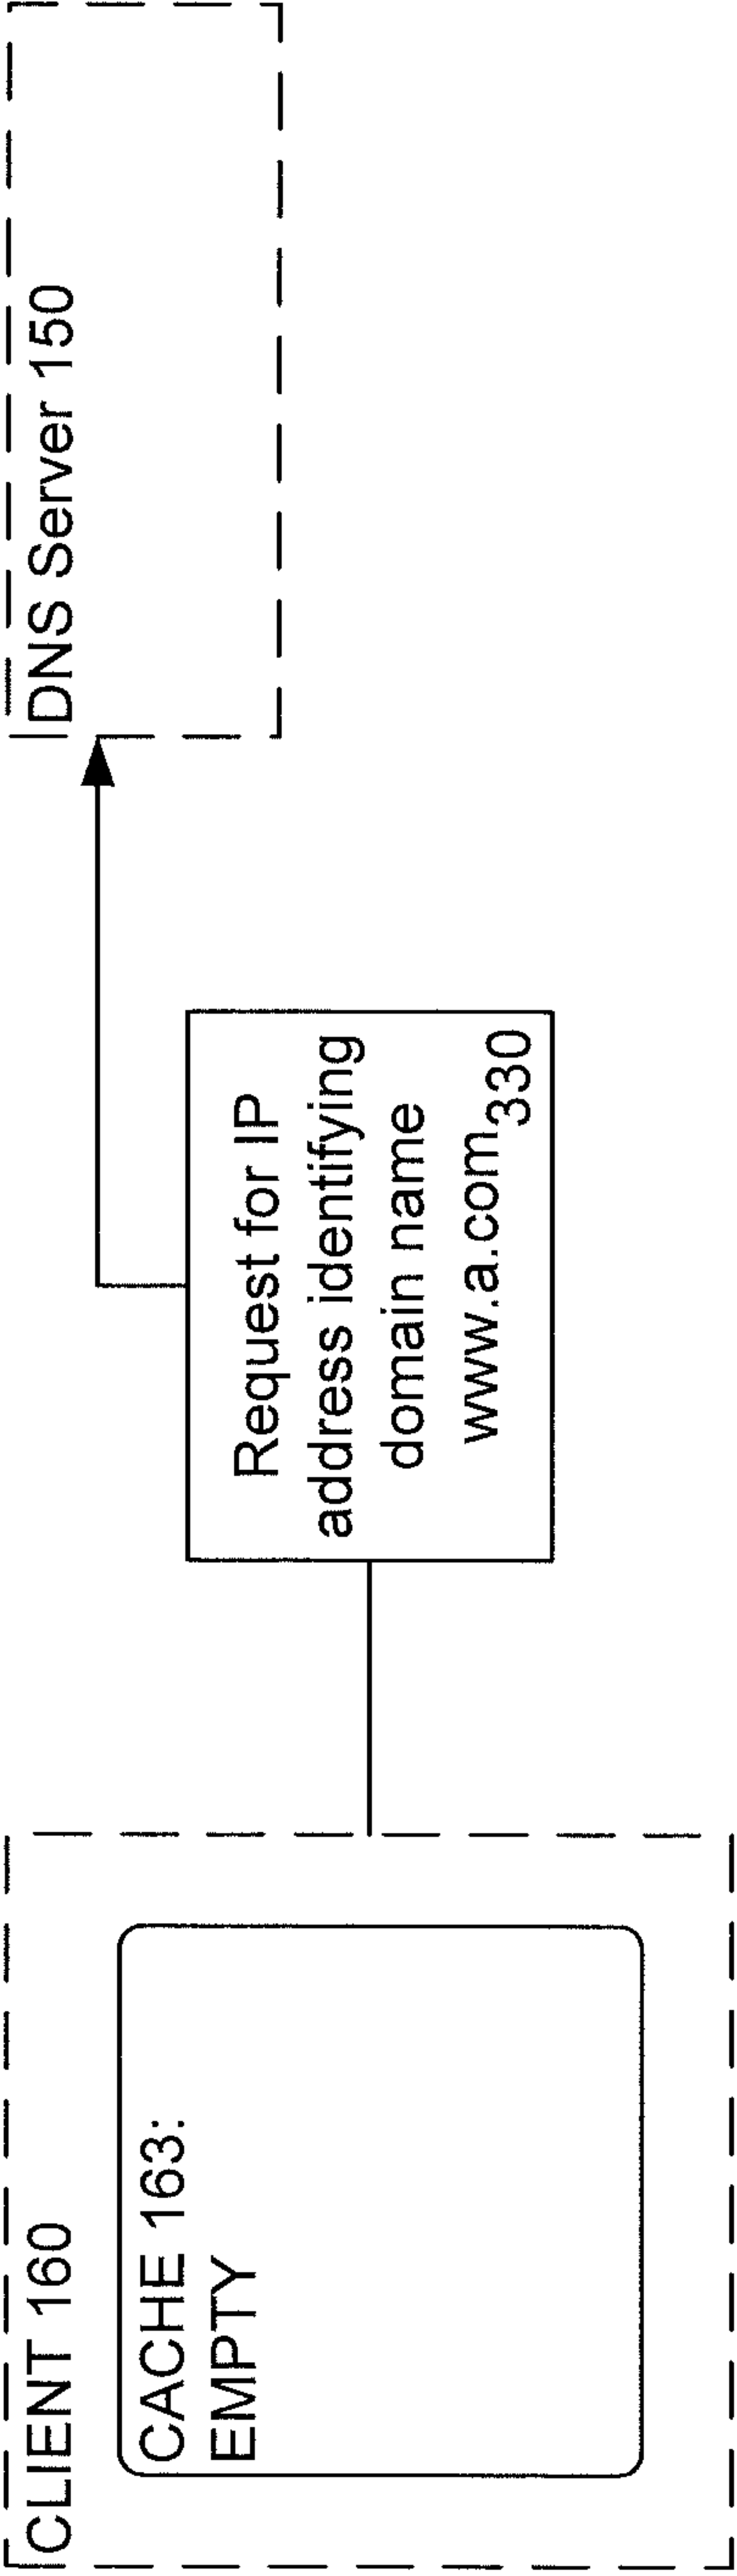 CLIENT 160
CACHE 163:
EMPTY
Request for IP
address identifying
domain name
www.a.com
330
DNS Server 150